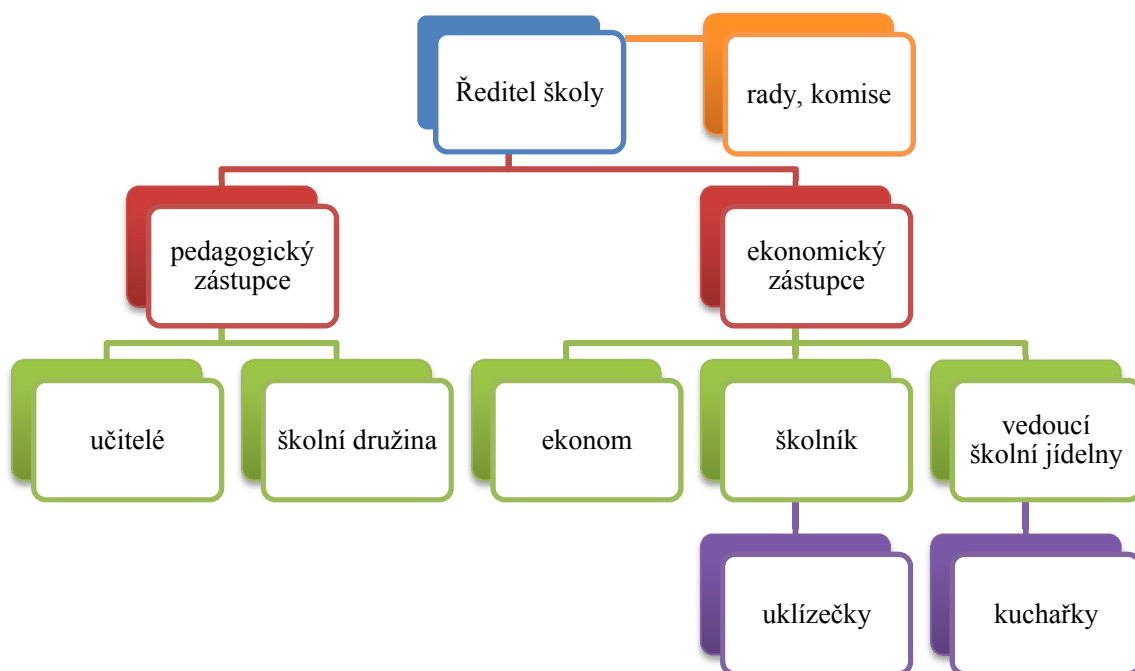 Ředitel školy
rady, komise
pedagogický
zástupce
ekonomický
zástupce
učitelé
školní družina
ekonom
školník
vedoucí
školní jídelny
uklízečky
kuchařky